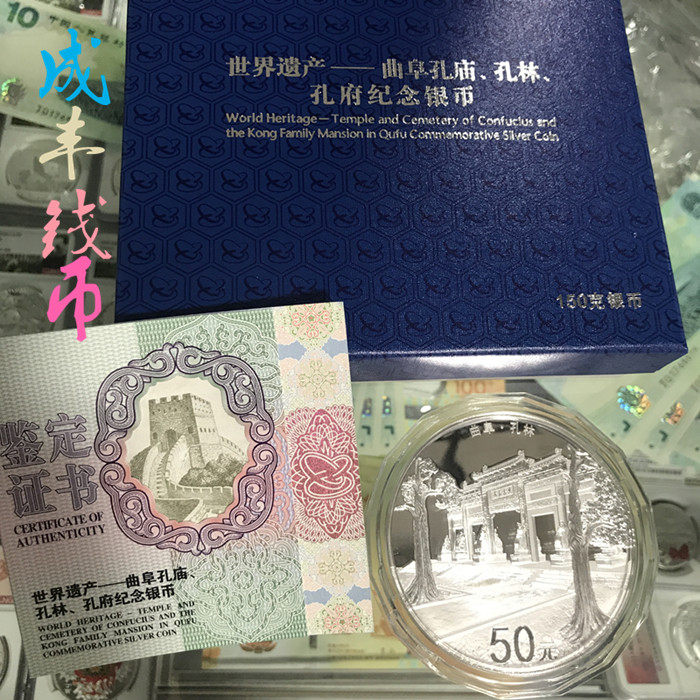 成丰钱币
世界遗产——曲阜孔庙、孔林、
孔府纪念银币
World Heritage—Temple and Cemetery of Confucius and
the Kong Family Mansion in Qufu Commemorative Silver Coin
150克银币
鉴定
证书
CERTIFICATE OF
AUTHENTICITY
世界遗产——曲阜孔庙、
孔林、孔府纪念银币
WORLD HERITAGE — TEMPLE AND
CEMETERY OF CONFUCIUS AND THE
KONG FAMILY MANSION IN QUFU
COMMEMORATIVE SILVER COIN
曲阜·孔林
50元
10
100